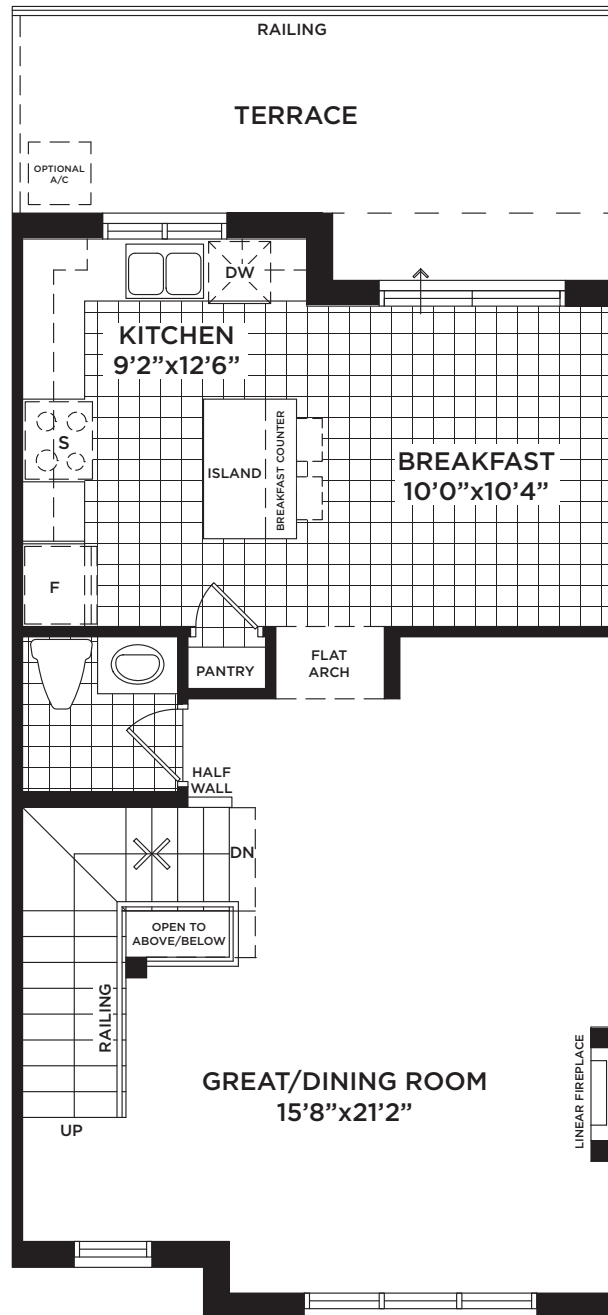 RAILING
TERRACE
OPTIONAL
A/C
DW
KITCHEN
9’2”x12’6”
S
ISLAND
BREAKFAST COUNTER
BREAKFAST
10’0”x10’4”
F
PANTRY
FLAT
ARCH
HALF
WALL
DN
OPEN TO
ABOVE/BELOW
RAILING
UP
GREAT/DINING ROOM
15’8”x21’2”
LINEAR FIREPLACE